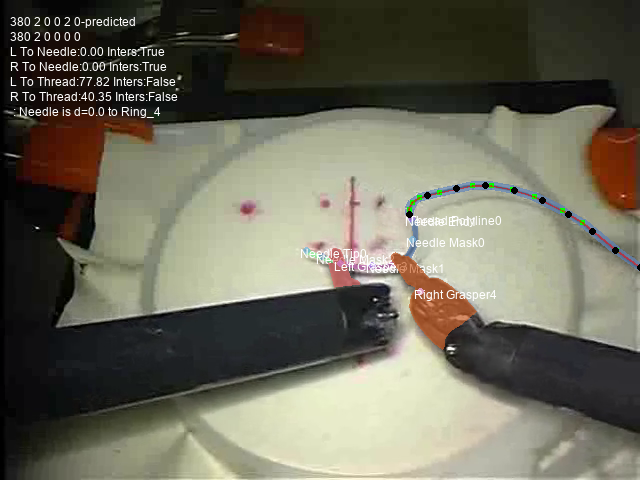 380 2 0 0 2 0-predicted
380 2 0 0 0 0
L To Needle:0.00 Inters:True
R To Needle:0.00 Inters:True
L To Thread:77.82 Inters:False
R To Thread:40.35 Inters:False
: Needle is d=0.0 to Ring_4
Thread Polyline0
Needle Mask0
Needle Tip0
Left Grasper
Mask1
Right Grasper4